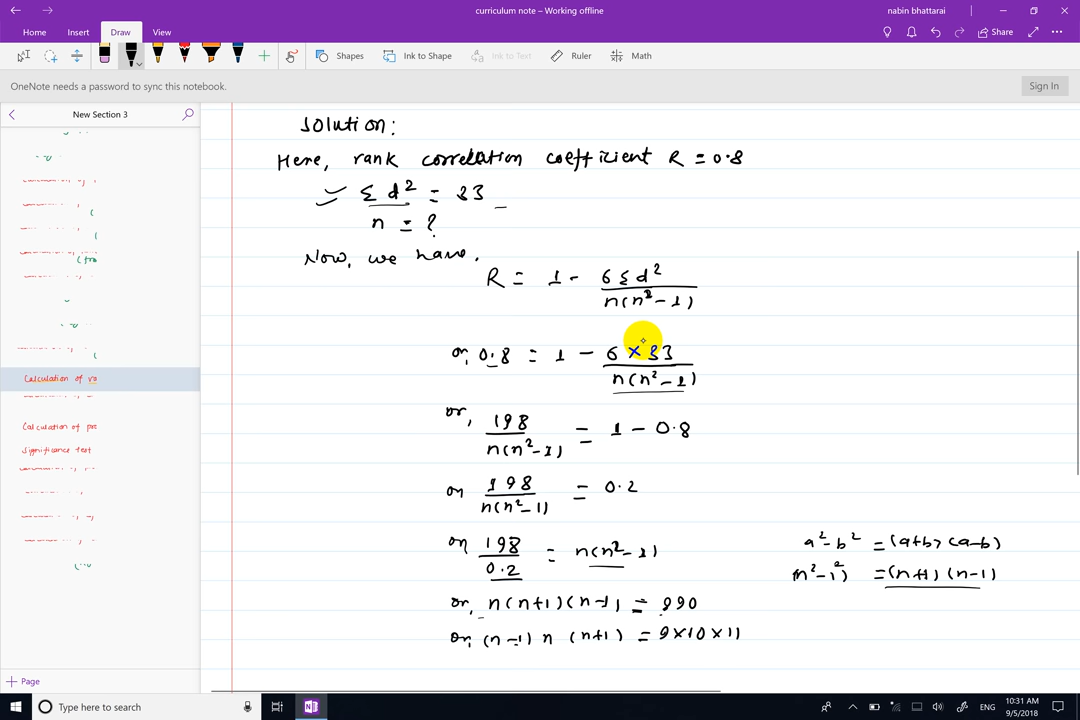 curriculum note – Working offline
nabin bhattarai
Home Insert Draw View
Share
Shapes Ink to Shape Ink to Text Ruler Math
OneNote needs a password to sync this notebook.
Sign In
New Section 3
Solution:
Here, rank correlation coefficient R = 0.8
Σd² = 33
n = ?
Now, we have,
R = 1 - 6Σd² / n(n²-1)
or, 0.8 = 1 - 6×33 / n(n²-1)
or, 198 / n(n²-1) = 1 - 0.8
or 198 / n(n²-1) = 0.2
or 198 / 0.2 = n(n²-1)
a²-b² = (a+b)(a-b)
(n²-1²) = (n+1)(n-1)
or, n(n+1)(n-1) = 990
or, (n-1) n (n+1) = 9×10×11
Calculation of
Calculation of
Significance test
+ Page
Type here to search
ENG
10:31 AM
9/5/2018